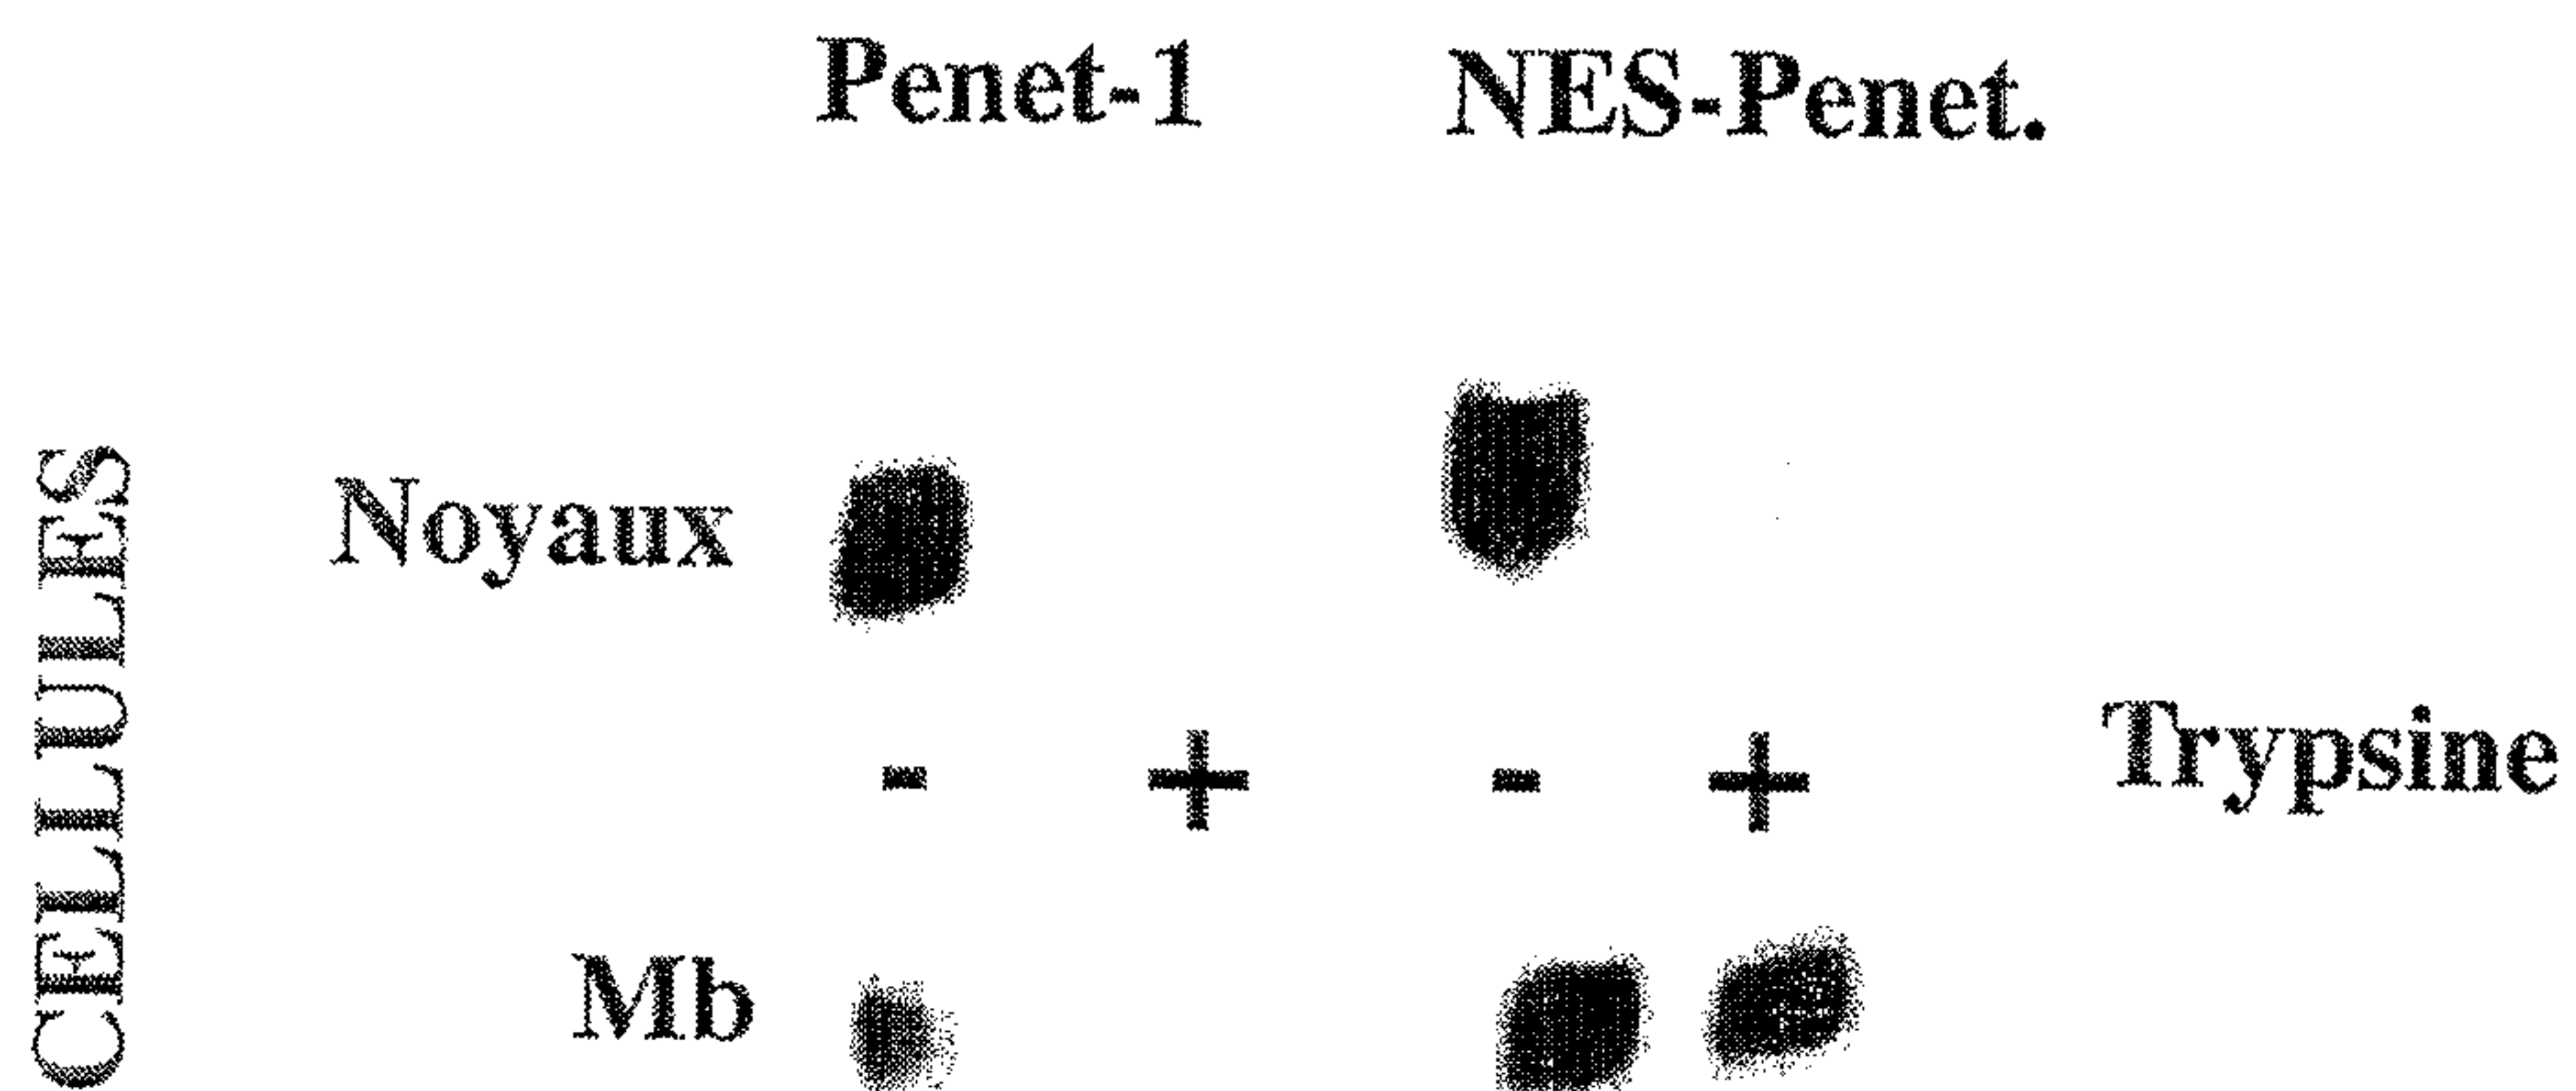 Penet-1 NES-Penet.
CELLULES
Noyaux
- + - + Trypsine
Mb